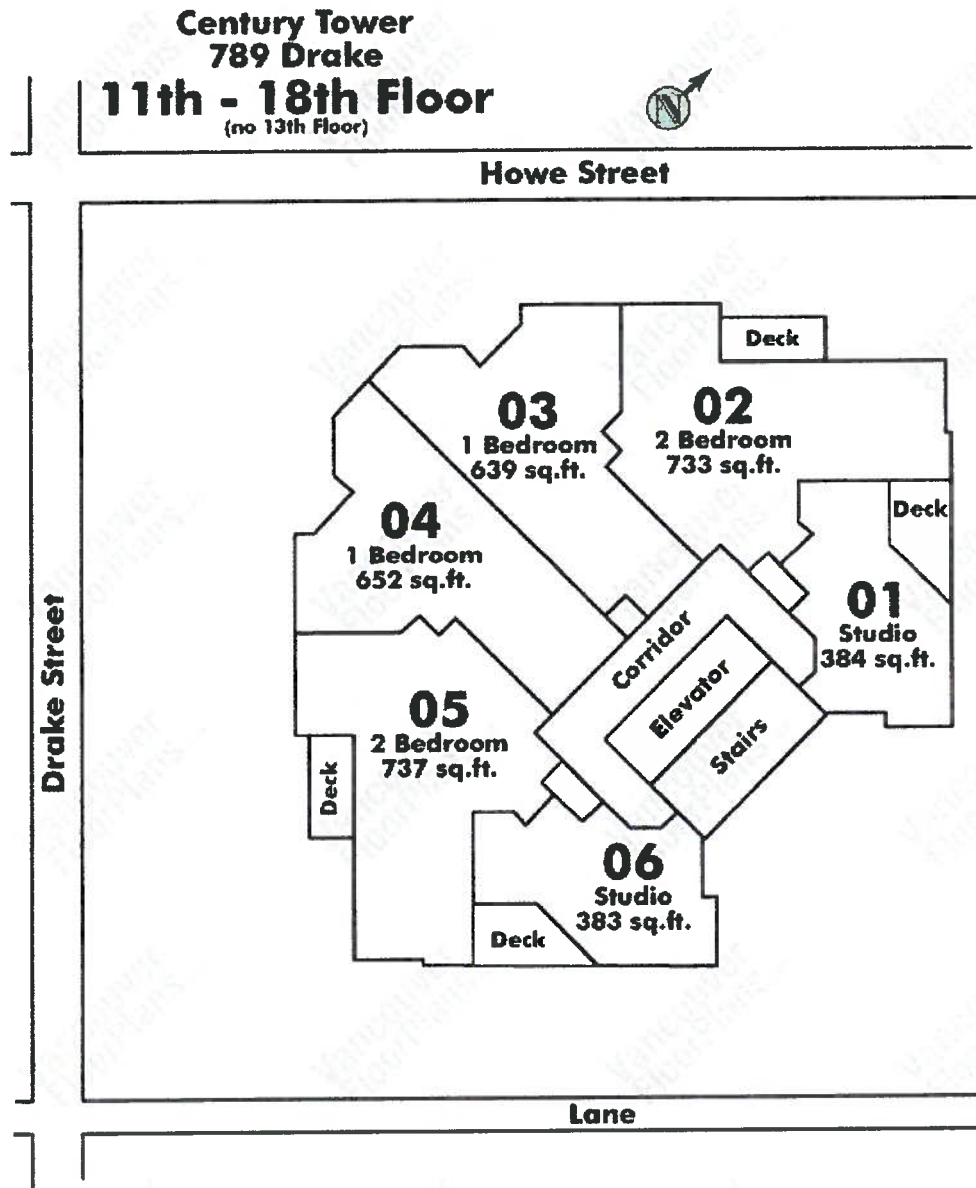 Century Tower
789 Drake
11th - 18th Floor
(no 13th Floor)
N
Howe Street
Deck
03
1 Bedroom
639 sq.ft.
02
2 Bedroom
733 sq.ft.
Deck
04
1 Bedroom
652 sq.ft.
01
Studio
384 sq.ft.
Corridor
Elevator
Stairs
Drake Street
05
2 Bedroom
737 sq.ft.
Deck
06
Studio
383 sq.ft.
Deck
Lane
Vancouver
FloorPlans